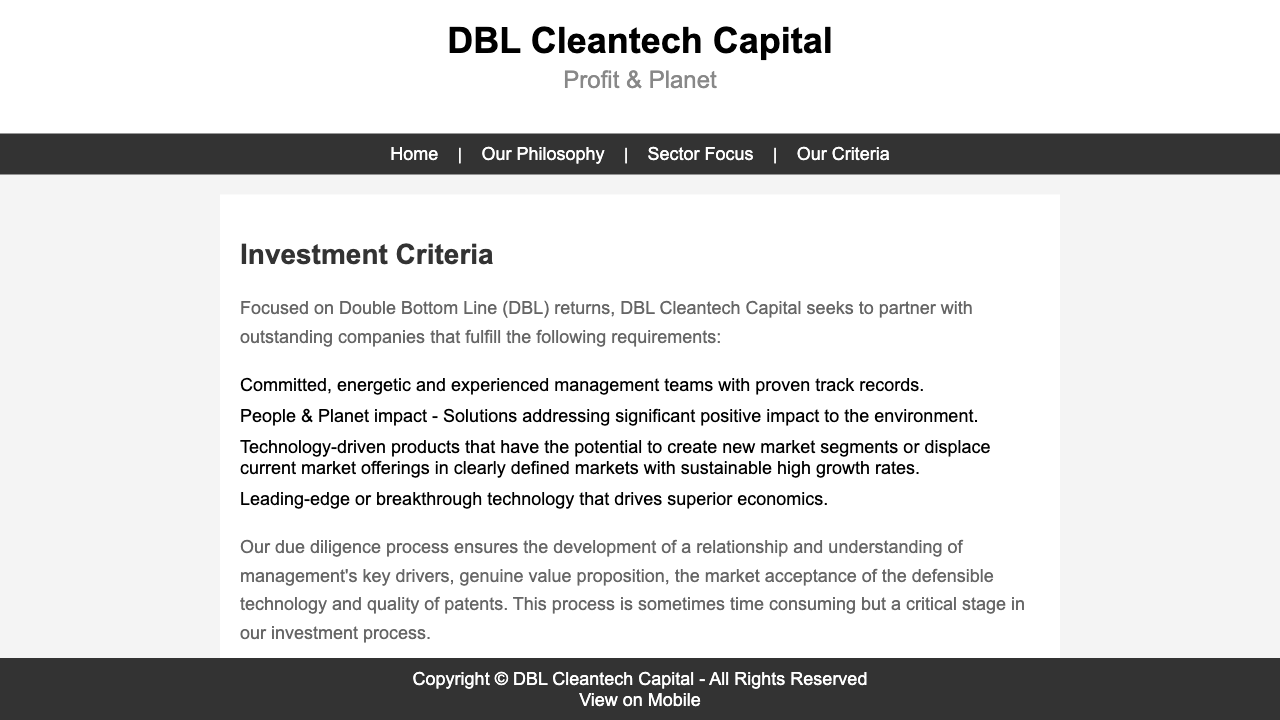 DBL Cleantech Capital
Profit & Planet
Home | Our Philosophy | Sector Focus | Our Criteria
Investment Criteria
Focused on Double Bottom Line (DBL) returns, DBL Cleantech Capital seeks to partner with
outstanding companies that fulfill the following requirements:
Committed, energetic and experienced management teams with proven track records.
People & Planet impact - Solutions addressing significant positive impact to the environment.
Technology-driven products that have the potential to create new market segments or displace
current market offerings in clearly defined markets with sustainable high growth rates.
Leading-edge or breakthrough technology that drives superior economics.
Our due diligence process ensures the development of a relationship and understanding of
management's key drivers, genuine value proposition, the market acceptance of the defensible
technology and quality of patents. This process is sometimes time consuming but a critical stage in
our investment process.
Copyright © DBL Cleantech Capital - All Rights Reserved
View on Mobile